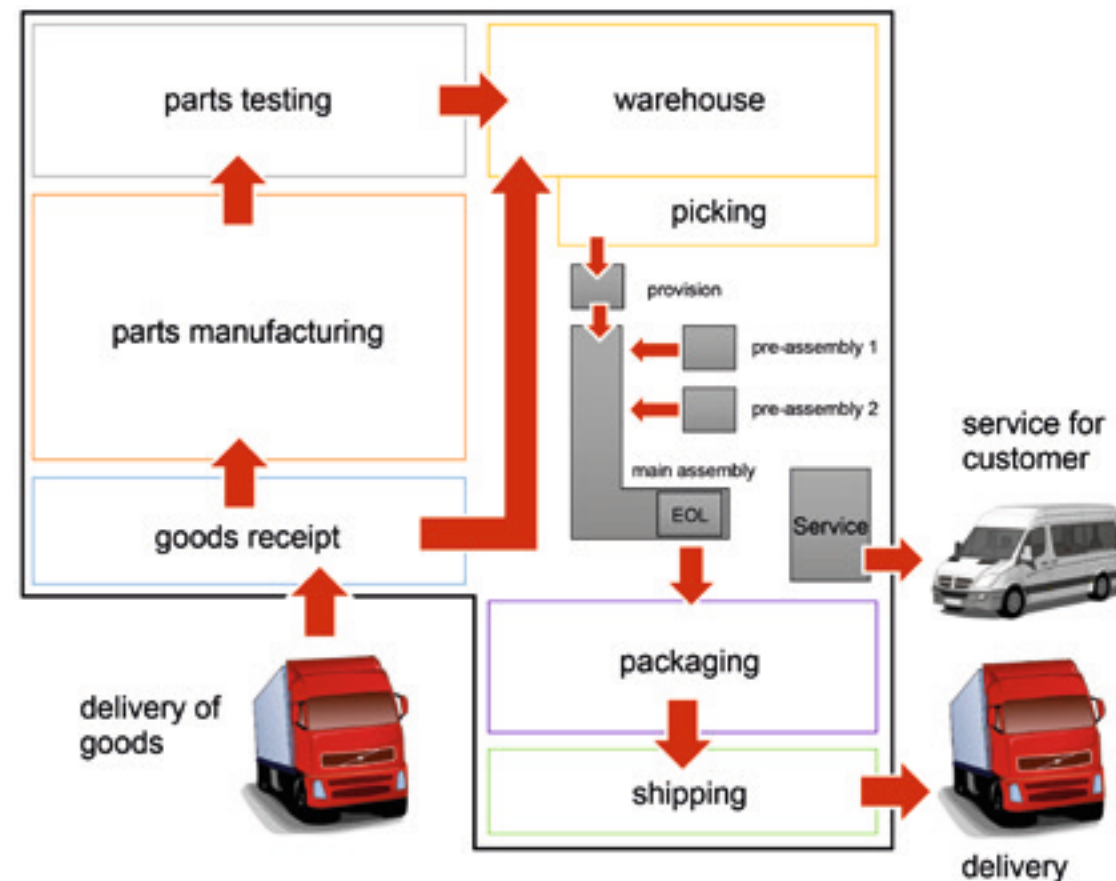 parts testing
warehouse
picking
provision
parts manufacturing
pre-assembly 1
pre-assembly 2
main assembly
EOL
Service
service for
customer
goods receipt
packaging
delivery of
goods
shipping
delivery